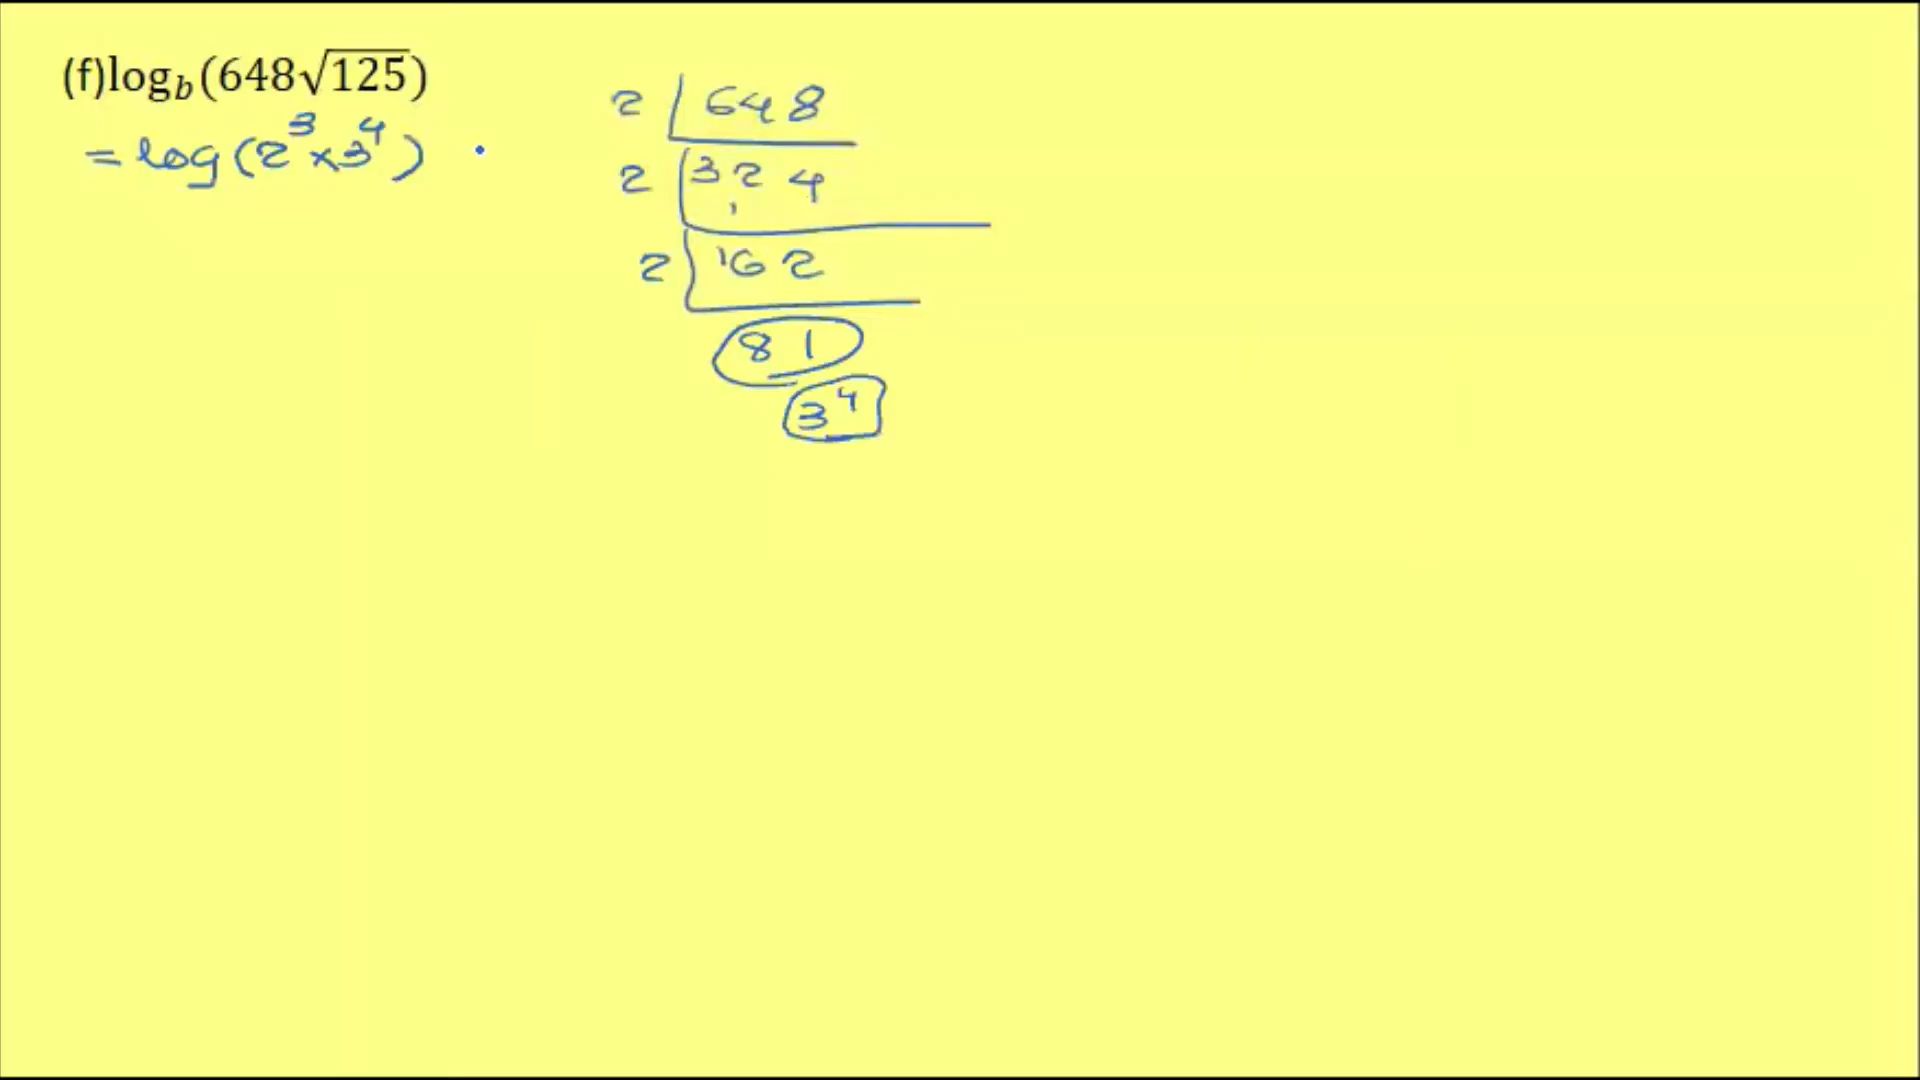 (f)log_b(648√125)
= log(2³×3⁴) ·
2 | 648
2 | 324
2 | 162
81
3⁴